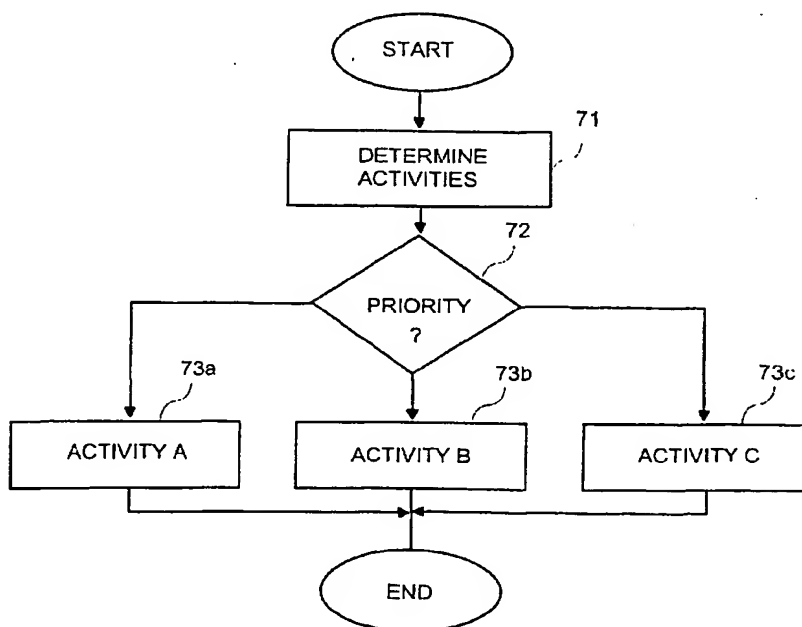 START
71
DETERMINE
ACTIVITIES
72
PRIORITY
?
73a
73b
73c
ACTIVITY A
ACTIVITY B
ACTIVITY C
END